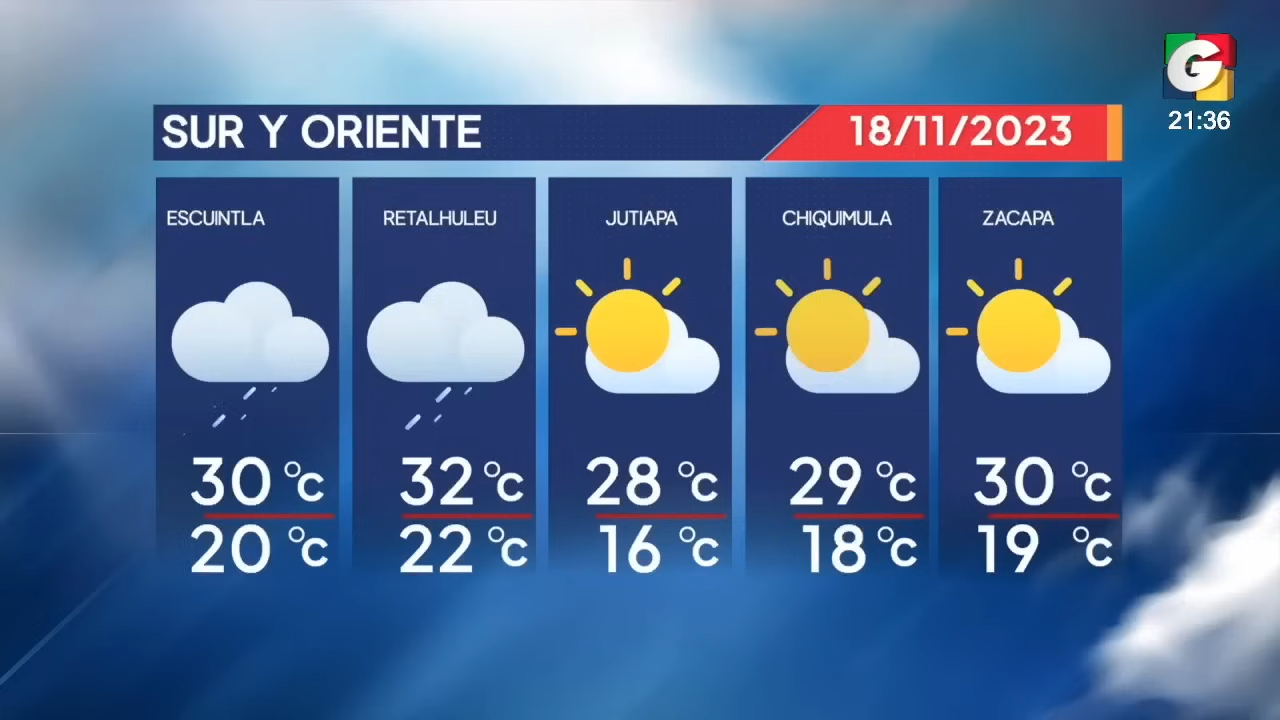 SUR Y ORIENTE
18/11/2023
G
21:36
ESCUINTLA
30 °C
20 °C
RETALHULEU
32 °C
22 °C
JUTIAPA
28 °C
16 °C
CHIQUIMULA
29 °C
18 °C
ZACAPA
30 °C
19 °C